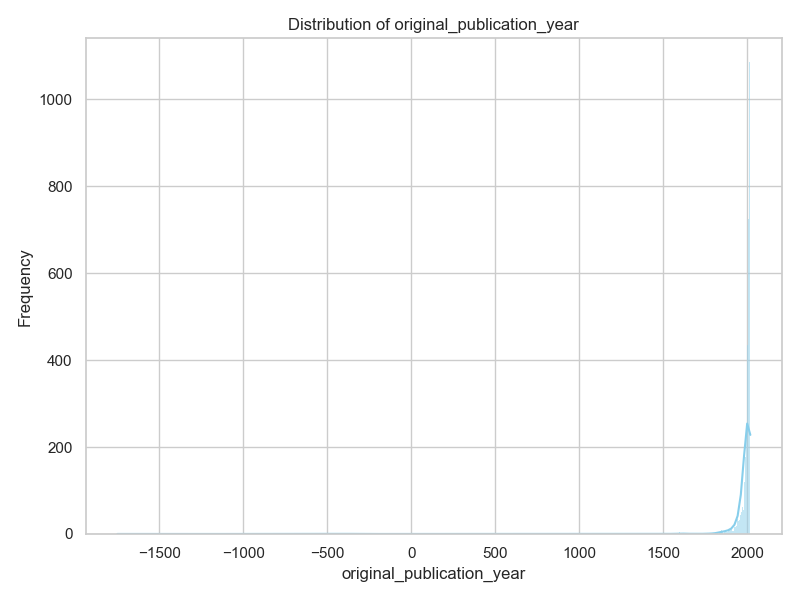 Distribution of original_publication_year
Frequency
1000
800
600
400
200
0
−1500 −1000 −500 0 500 1000 1500 2000
original_publication_year